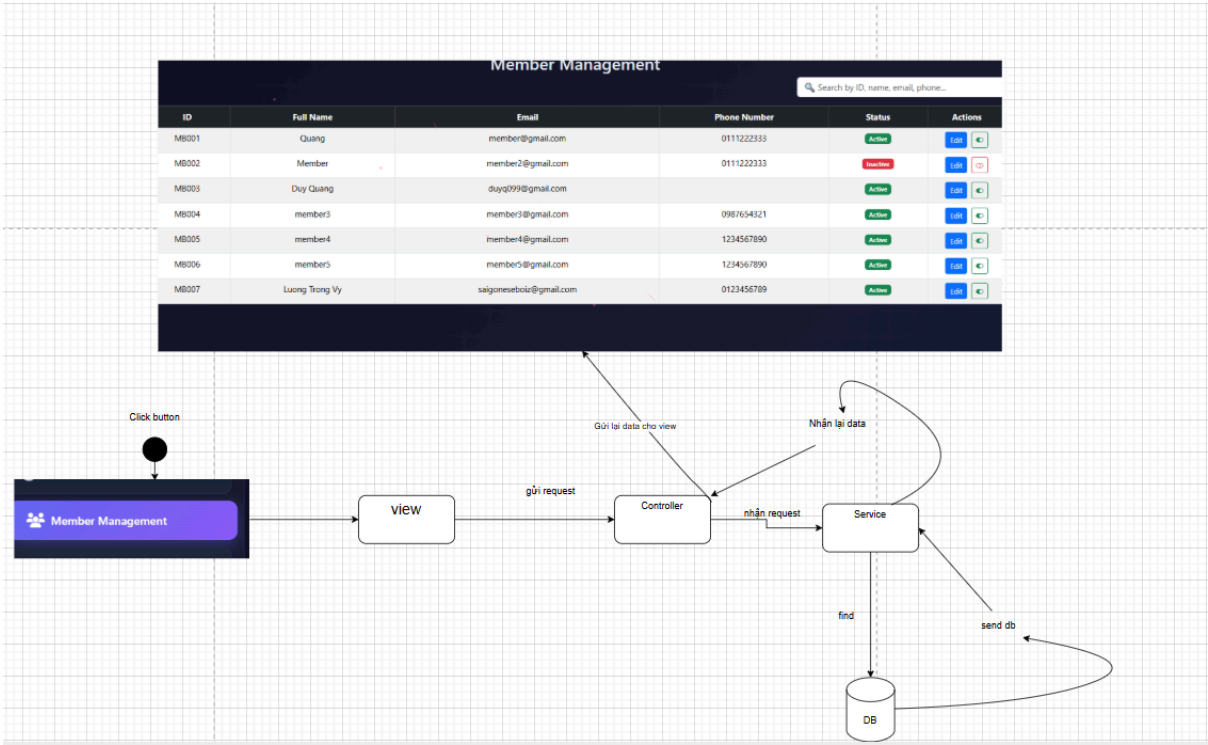 Member Management
Search by ID, name, email, phone...
ID Full Name Email Phone Number Status Actions
MB001 Quang member@gmail.com 0111222333 Active Edit
MB002 Member member2@gmail.com 0111222333 Inactive Edit
MB003 Duy Quang duyq099@gmail.com Active Edit
MB004 member3 member3@gmail.com 0987654321 Active Edit
MB005 member4 member4@gmail.com 1234567890 Active Edit
MB006 member5 member5@gmail.com 1234567890 Active Edit
MB007 Luong Trong Vy saigoneseboiz@gmail.com 0123456789 Active Edit
Click button
Gửi lại data cho view
Nhận lại data
Member Management
view
gửi request
Controller
nhận request
Service
find
send db
DB